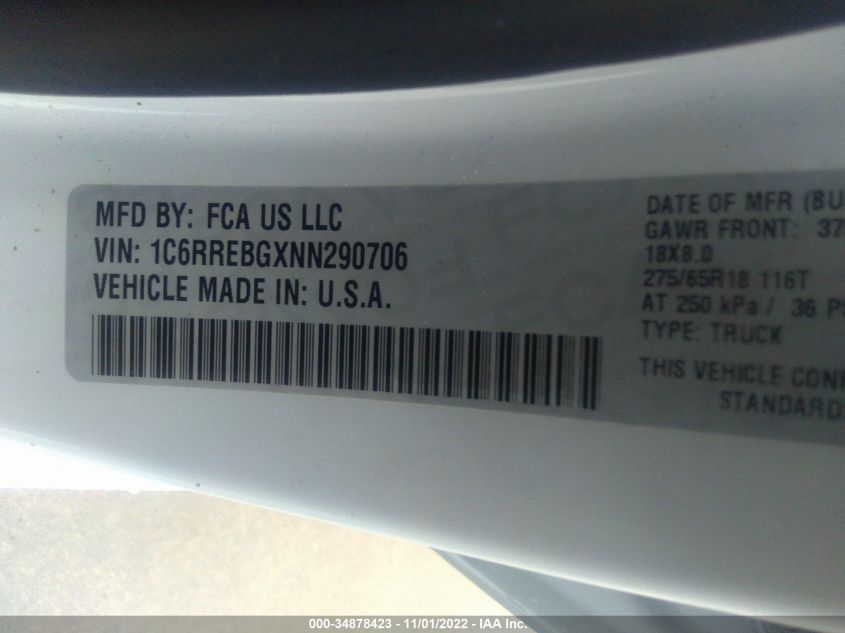 MFD BY: FCA US LLC
VIN: 1C6RREBGXNN290706
VEHICLE MADE IN: U.S.A.
DATE OF MFR (BU
GAWR FRONT: 37
18X8.0
275/65R18 116T
AT 250 kPa / 36 P
TYPE: TRUCK
THIS VEHICLE CON
STANDARD
000-34878423 - 11/01/2022 - IAA Inc.